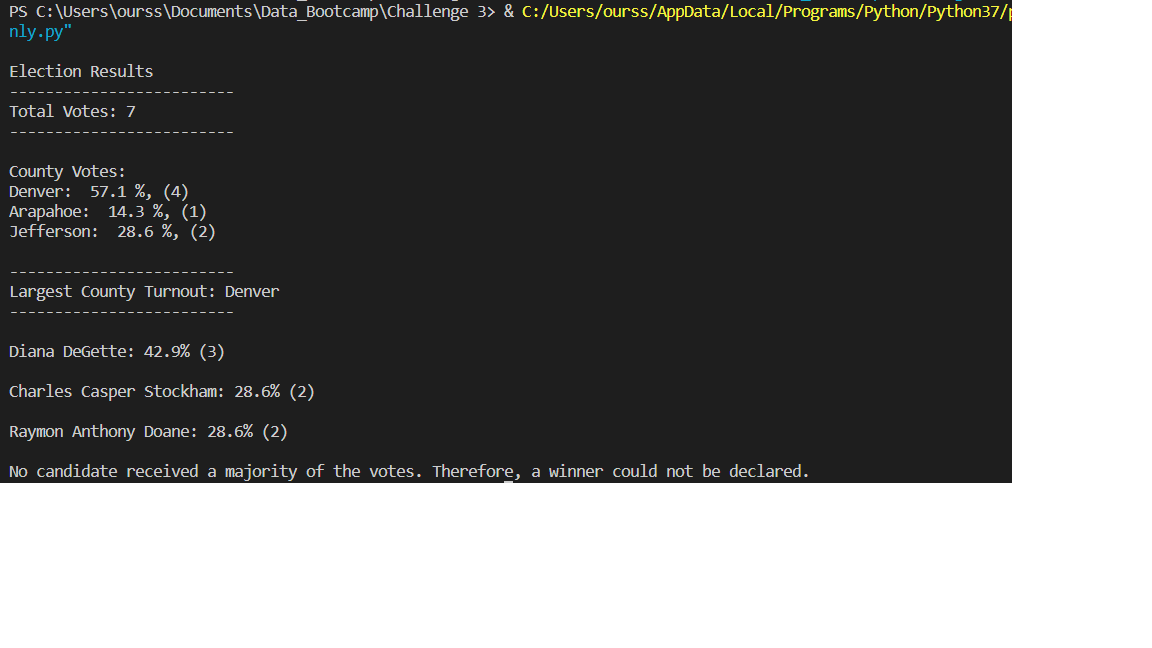 PS C:\Users\ourss\Documents\Data_Bootcamp\Challenge 3> & C:/Users/ourss/AppData/Local/Programs/Python/Python37/
nly.py"
Election Results
-------------------------
Total Votes: 7
-------------------------
County Votes:
Denver:  57.1 %, (4)
Arapahoe:  14.3 %, (1)
Jefferson:  28.6 %, (2)
-------------------------
Largest County Turnout: Denver
-------------------------
Diana DeGette: 42.9% (3)
Charles Casper Stockham: 28.6% (2)
Raymon Anthony Doane: 28.6% (2)
No candidate received a majority of the votes. Therefore, a winner could not be declared.